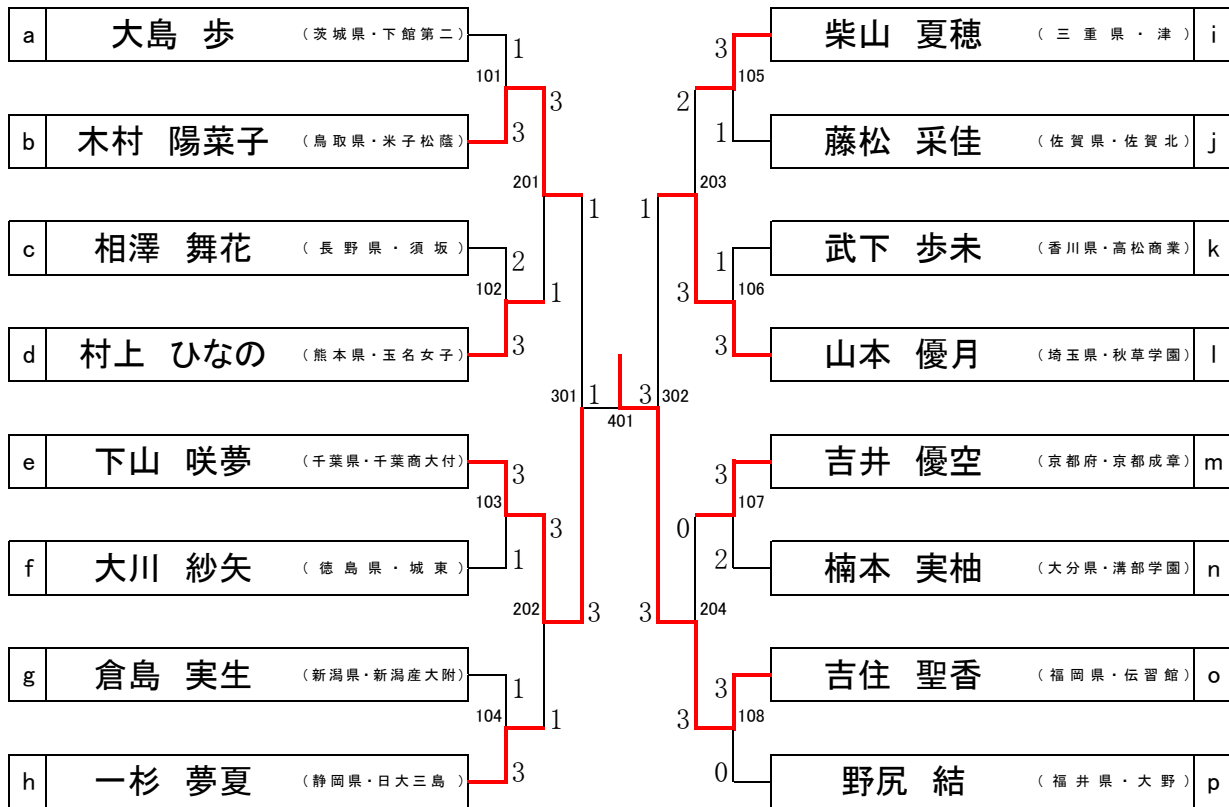 a 大島 歩 （茨城県・下館第二） 1 3 柴山 夏穂 （三重県・津） i
101 3 2 105
b 木村 陽菜子 （鳥取県・米子松蔭） 3 1 藤松 采佳 （佐賀県・佐賀北） j
201 203
1 1
c 相澤 舞花 （長野県・須坂） 2 1 武下 歩未 （香川県・高松商業） k
102 1 3 106
d 村上 ひなの （熊本県・玉名女子） 3 3 山本 優月 （埼玉県・秋草学園） l
301 1 3 302
401
e 下山 咲夢 （千葉県・千葉商大付） 3 3 吉井 優空 （京都府・京都成章） m
103 3 0 107
f 大川 紗矢 （徳島県・城東） 1 2 楠本 実柚 （大分県・溝部学園） n
202 3 3 204
g 倉島 実生 （新潟県・新潟産大附） 1 3 吉住 聖香 （福岡県・伝習館） o
104 1 3 108
h 一杉 夢夏 （静岡県・日大三島） 3 0 野尻 結 （福井県・大野） p